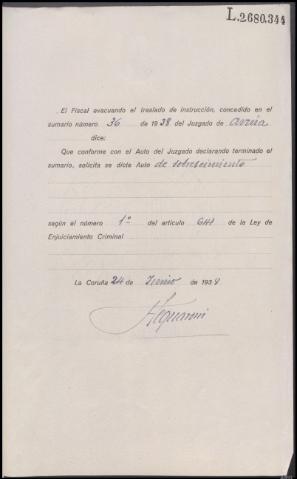 L.2680.344
El Fiscal evacuando el traslado de instrucción, concedido en el
sumario número 36 de 1938 del Juzgado de Arzúa
dice:
Que conforme con el Auto del Juzgado declarando terminado el
sumario, solicita se dicte Auto de sobreseimiento
según el número 1º del artículo 641 de la Ley de
Enjuiciamiento Criminal
La Coruña 24 de Junio de 1938